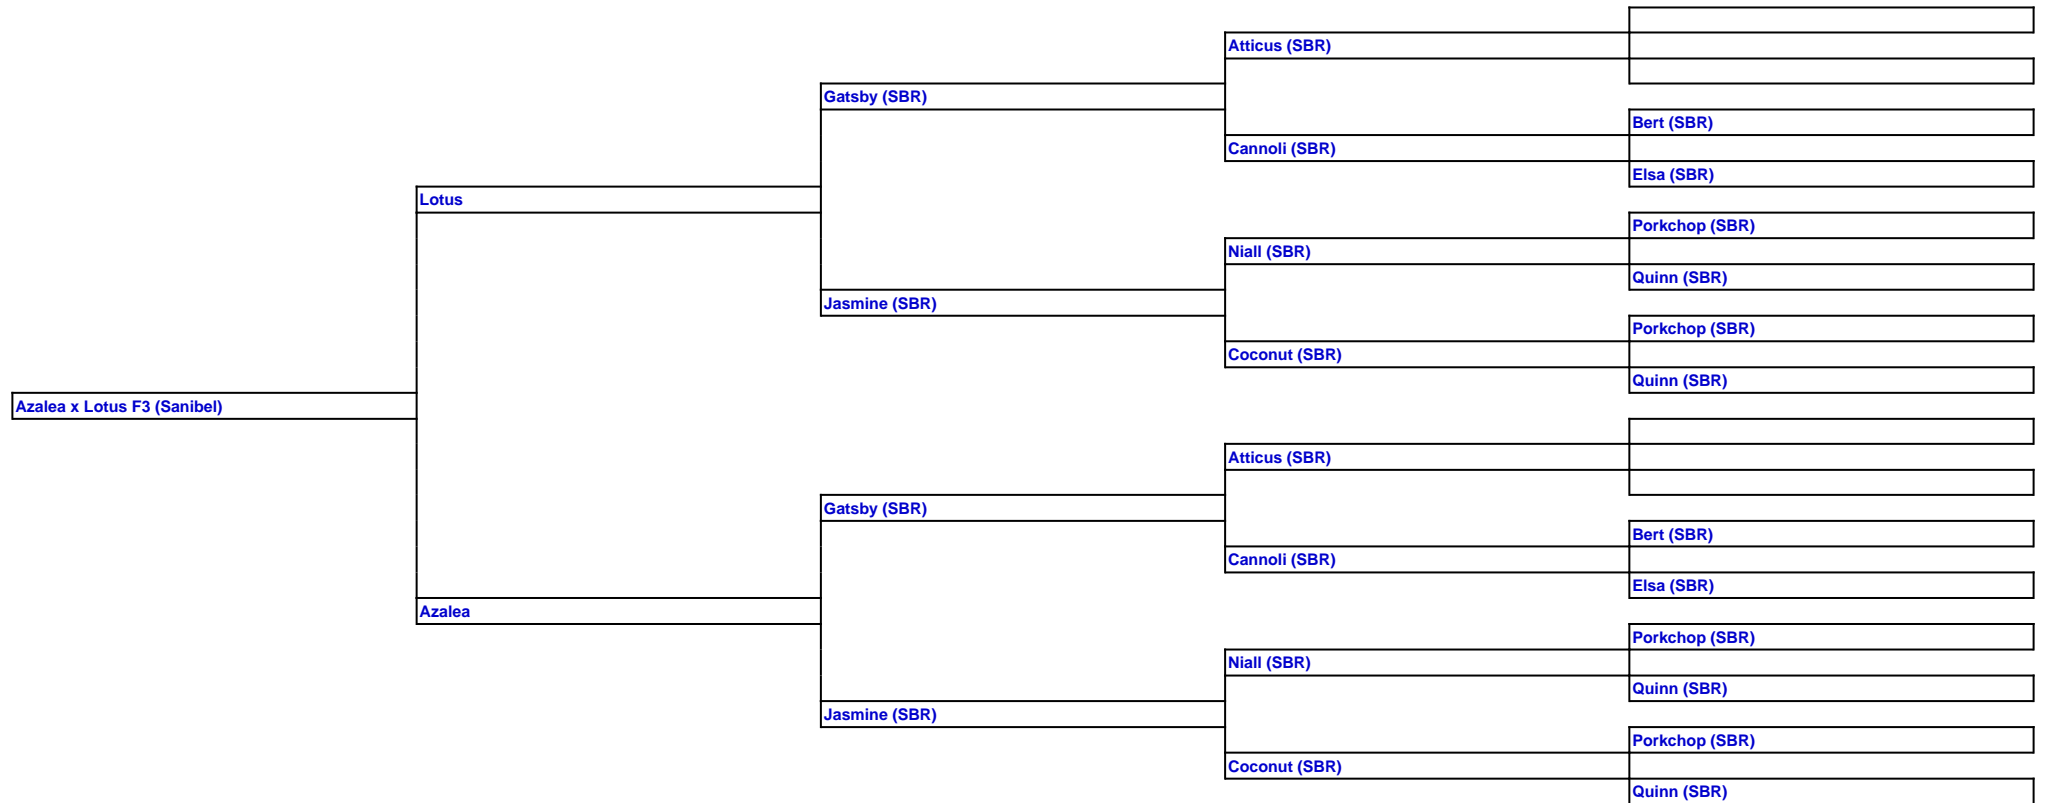 Atticus (SBR)
Gatsby (SBR)
Bert (SBR)
Cannoli (SBR)
Elsa (SBR)
Lotus
Porkchop (SBR)
Niall (SBR)
Quinn (SBR)
Jasmine (SBR)
Porkchop (SBR)
Coconut (SBR)
Quinn (SBR)
Azalea x Lotus F3 (Sanibel)
Atticus (SBR)
Gatsby (SBR)
Bert (SBR)
Cannoli (SBR)
Elsa (SBR)
Azalea
Porkchop (SBR)
Niall (SBR)
Quinn (SBR)
Jasmine (SBR)
Porkchop (SBR)
Coconut (SBR)
Quinn (SBR)